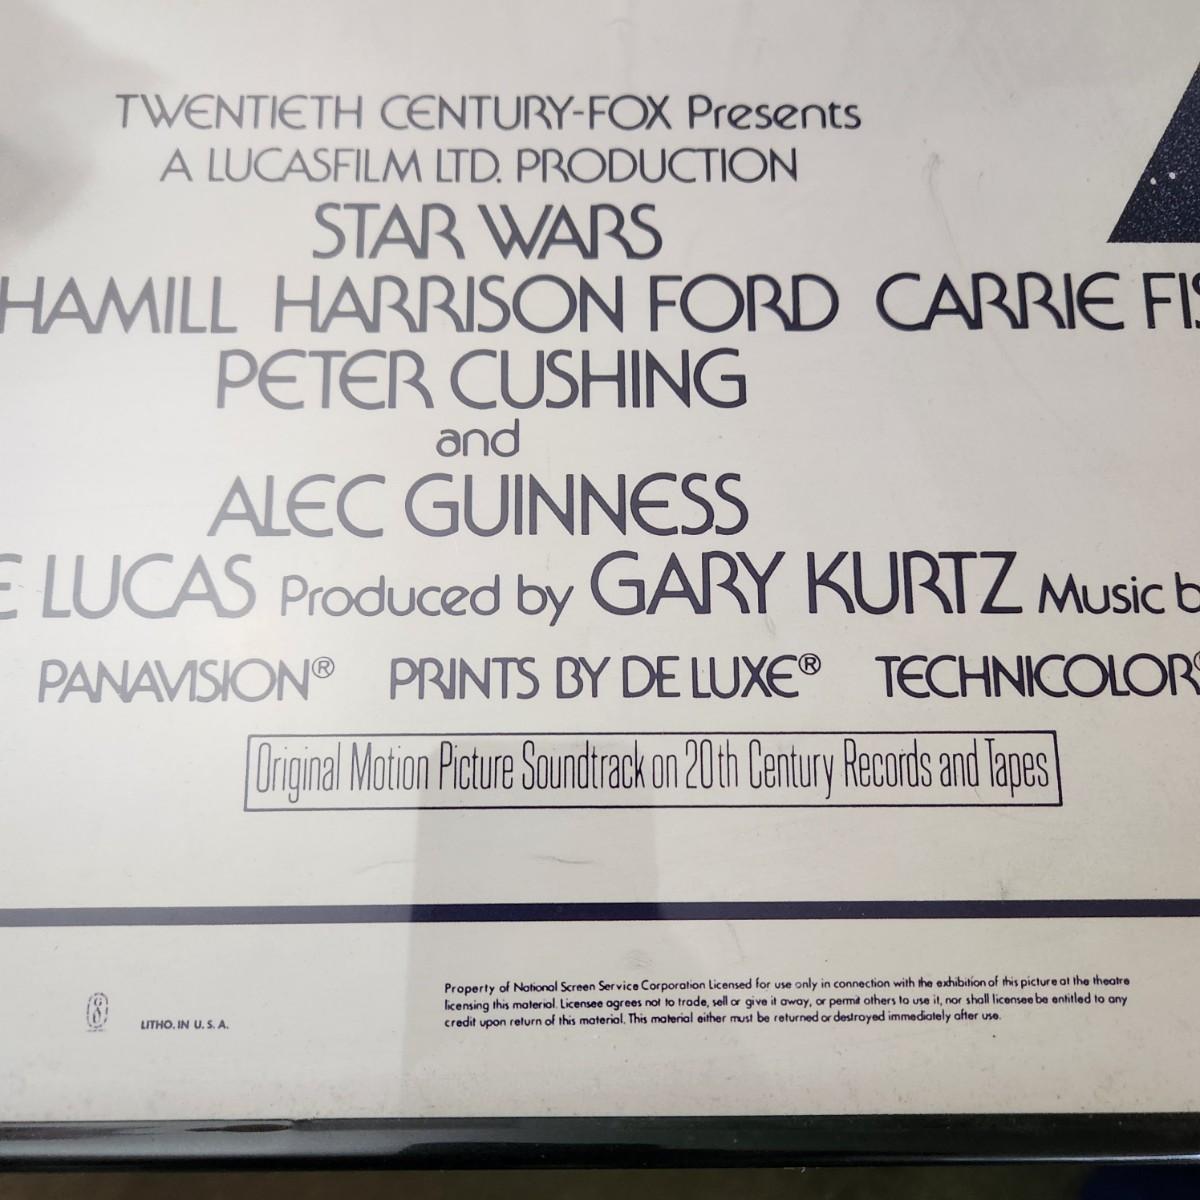 TWENTIETH CENTURY-FOX Presents
A LUCASFILM LTD. PRODUCTION
STAR WARS
HAMILL HARRISON FORD CARRIE FIS
PETER CUSHING
and
ALEC GUINNESS
E LUCAS Produced by GARY KURTZ Music b
PANAVISION® PRINTS BY DE LUXE® TECHNICOLOR®
Original Motion Picture Soundtrack on 20th Century Records and Tapes
Property of National Screen Service Corporation Licensed for use only in connection with the exhibition of this picture at the theatre
licensing this material. Licensee agrees not to trade, sell or give it away, or permit others to use it, nor shall licensee be entitled to any
credit upon return of this material. This material either must be returned or destroyed immediately after use.
LITHO. IN U. S. A.